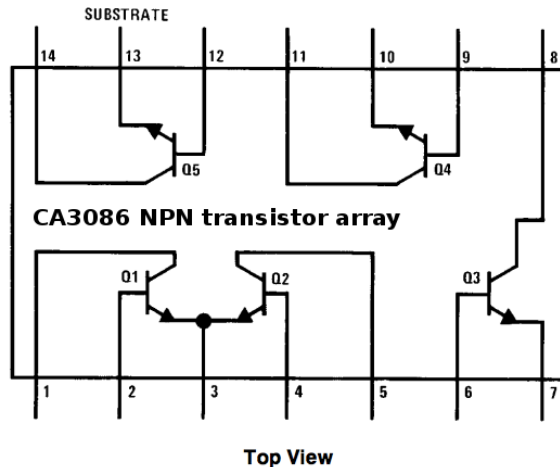 SUBSTRATE
14 13 12 11 10 9 8
Q5 Q4
CA3086 NPN transistor array
Q1 Q2 Q3
1 2 3 4 5 6 7
Top View